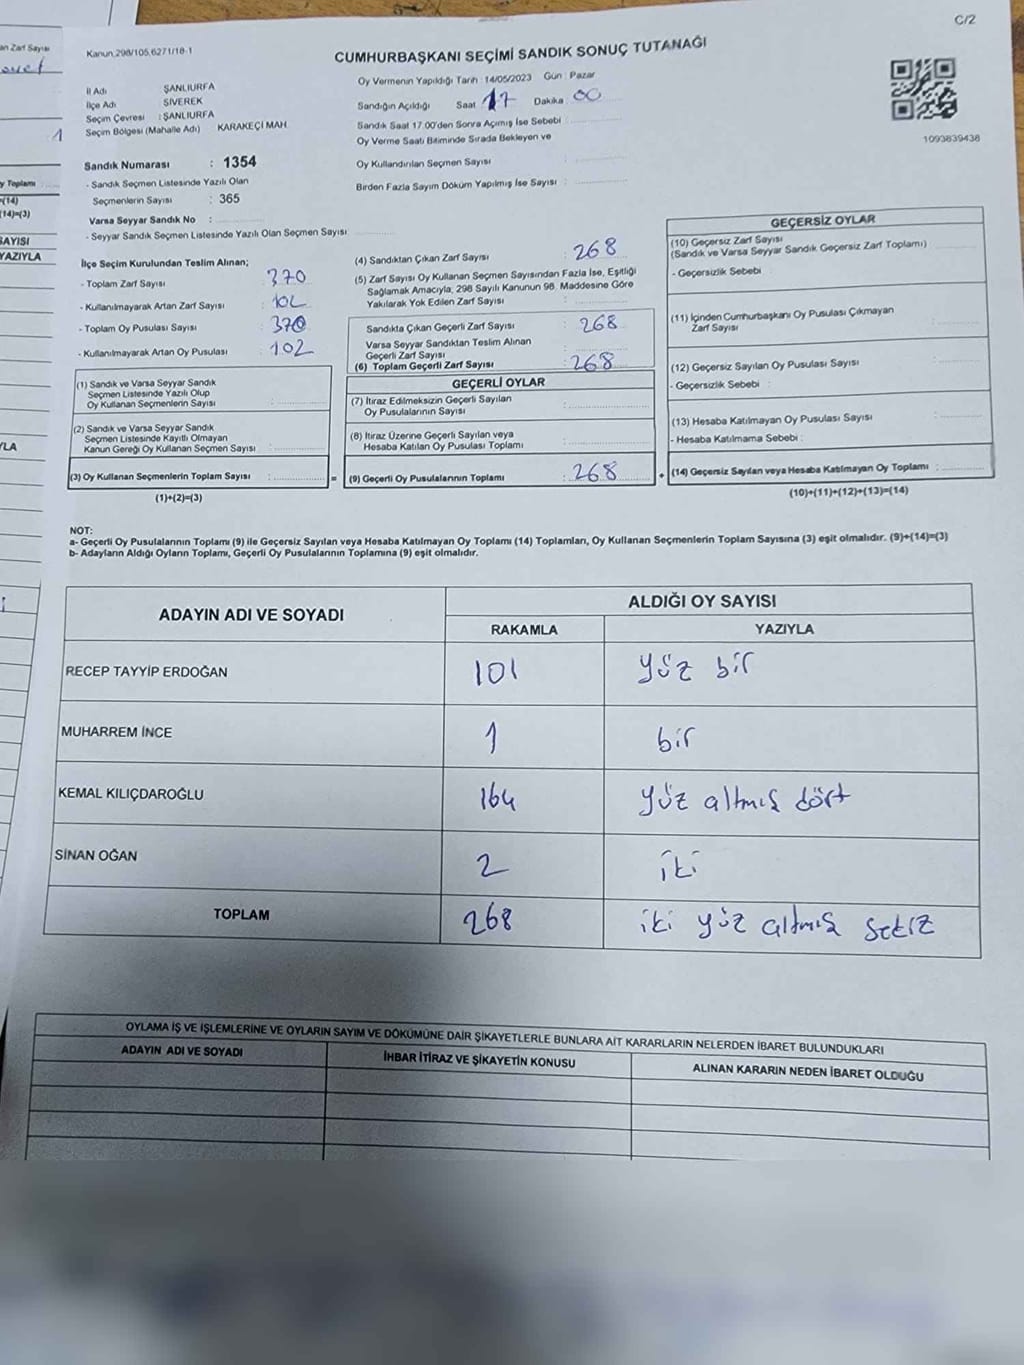 C/2
an Zarf Sayısı
y Toplamı
=(14)
(14)=(3)
SAYISI
YAZIYLA
YLA
Kanun 298/105,6271/18-1
CUMHURBAŞKANI SEÇİMİ SANDIK SONUÇ TUTANAĞI
İl Adı ŞANLIURFA
İlçe Adı SİVEREK
Seçim Çevresi : ŞANLIURFA
Seçim Bölgesi (Mahalle Adı) KARAKEÇİ MAH.
Oy Vermenin Yapıldığı Tarih : 14/05/2023 Gün : Pazar
Sandığın Açıldığı Saat 17 Dakika : 00
Sandık Saat 17.00'den Sonra Açılmış İse Sebebi :
Oy Verme Saati Bitiminde Sırada Bekleyen ve
Oy Kullandırılan Seçmen Sayısı :
Birden Fazla Sayım Döküm Yapılmış İse Sayısı :
1093839438
Sandık Numarası : 1354
- Sandık Seçmen Listesinde Yazılı Olan
Seçmenlerin Sayısı : 365
Varsa Seyyar Sandık No :
- Seyyar Sandık Seçmen Listesinde Yazılı Olan Seçmen Sayısı:
İlçe Seçim Kurulundan Teslim Alınan;
- Toplam Zarf Sayısı : 370
- Kullanılmayarak Artan Zarf Sayısı : 102
- Toplam Oy Pusulası Sayısı : 370
- Kullanılmayarak Artan Oy Pusulası : 102
(1) Sandık ve Varsa Seyyar Sandık
Seçmen Listesinde Yazılı Olup
Oy Kullanan Seçmenlerin Sayısı :
(2) Sandık ve Varsa Seyyar Sandık
Seçmen Listesinde Kayıtlı Olmayan
Kanun Gereği Oy Kullanan Seçmen Sayısı :
(3) Oy Kullanan Seçmenlerin Toplam Sayısı : =
(1)+(2)=(3)
(4) Sandıktan Çıkan Zarf Sayısı : 268
(5) Zarf Sayısı Oy Kullanan Seçmen Sayısından Fazla İse, Eşitliği
Sağlamak Amacıyla, 298 Sayılı Kanunun 98. Maddesine Göre
Yakılarak Yok Edilen Zarf Sayısı :
Sandıkta Çıkan Geçerli Zarf Sayısı : 268
Varsa Seyyar Sandıktan Teslim Alınan
Geçerli Zarf Sayısı :
(6) Toplam Geçerli Zarf Sayısı : 268
GEÇERLİ OYLAR
(7) İtiraz Edilmeksizin Geçerli Sayılan
Oy Pusulalarının Sayısı :
(8) İtiraz Üzerine Geçerli Sayılan veya
Hesaba Katılan Oy Pusulası Toplamı :
(9) Geçerli Oy Pusulalarının Toplamı : 268 +
GEÇERSİZ OYLAR
(10) Geçersiz Zarf Sayısı
(Sandık ve Varsa Seyyar Sandık Geçersiz Zarf Toplamı) :
- Geçersizlik Sebebi :
(11) İçinden Cumhurbaşkanı Oy Pusulası Çıkmayan
Zarf Sayısı :
(12) Geçersiz Sayılan Oy Pusulası Sayısı :
- Geçersizlik Sebebi :
(13) Hesaba Katılmayan Oy Pusulası Sayısı :
- Hesaba Katılmama Sebebi :
(14) Geçersiz Sayılan veya Hesaba Katılmayan Oy Toplamı :
(10)+(11)+(12)+(13)=(14)
NOT:
a- Geçerli Oy Pusulalarının Toplamı (9) ile Geçersiz Sayılan veya Hesaba Katılmayan Oy Toplamı (14) Toplamları, Oy Kullanan Seçmenlerin Toplam Sayısına (3) eşit olmalıdır. (9)+(14)=(3)
b- Adayların Aldığı Oyların Toplamı, Geçerli Oy Pusulalarının Toplamına (9) eşit olmalıdır.
ADAYIN ADI VE SOYADI ALDIĞI OY SAYISI
RAKAMLA YAZIYLA
RECEP TAYYİP ERDOĞAN 101 yüz bir
MUHARREM İNCE 1 bir
KEMAL KILIÇDAROĞLU 164 yüz altmış dört
SİNAN OĞAN 2 iki
TOPLAM 268 iki yüz altmış sekiz
OYLAMA İŞ VE İŞLEMLERİNE VE OYLARIN SAYIM VE DÖKÜMÜNE DAİR ŞİKAYETLERLE BUNLARA AİT KARARLARIN NELERDEN İBARET BULUNDUKLARI
ADAYIN ADI VE SOYADI İHBAR İTİRAZ VE ŞİKAYETİN KONUSU ALINAN KARARIN NEDEN İBARET OLDUĞU